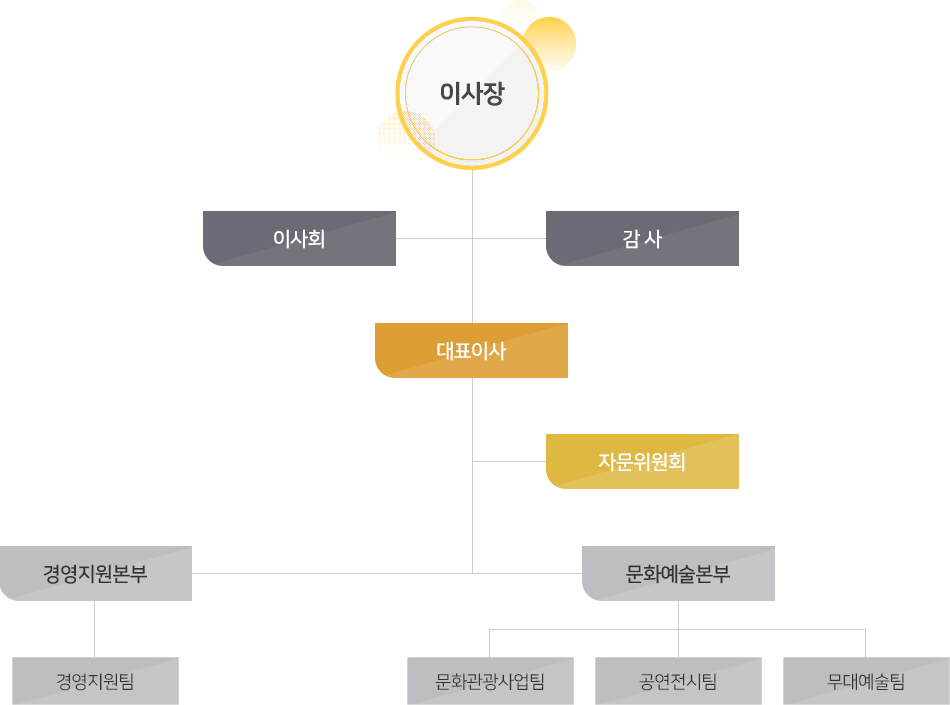 이사장
이사회
감 사
대표이사
자문위원회
경영지원본부
문화예술본부
경영지원팀
문화관광사업팀
공연전시팀
무대예술팀